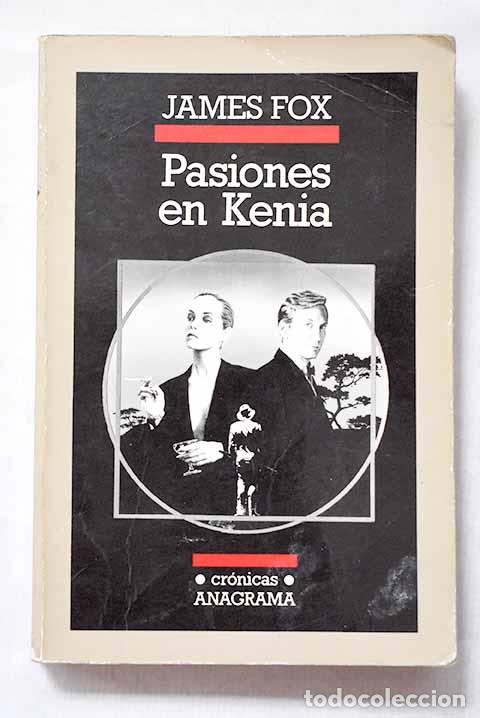 JAMES FOX
Pasiones
en Kenia
• crónicas •
ANAGRAMA
todocoleccion